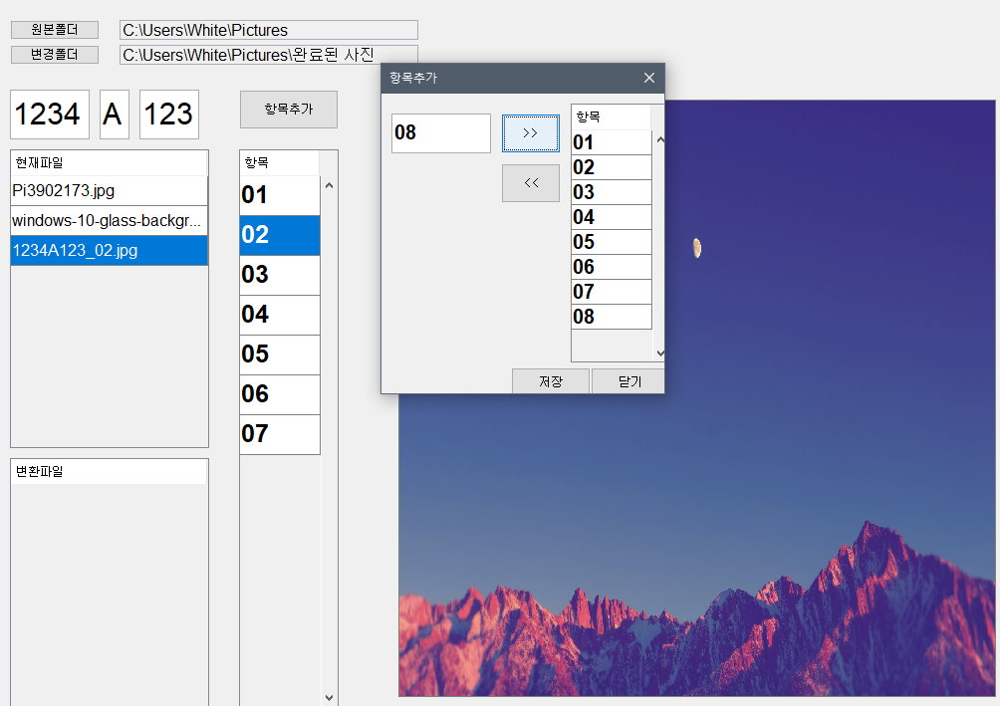 원본폴더 C:\Users\White\Pictures
변경폴더 C:\Users\White\Pictures\완료된 사진
1234 A 123 항목추가
현재파일
Pi3902173.jpg
windows-10-glass-backgr...
1234A123_02.jpg
변환파일
항목
01
02
03
04
05
06
07
항목추가
08 >>
<<
항목
01
02
03
04
05
06
07
08
저장 닫기